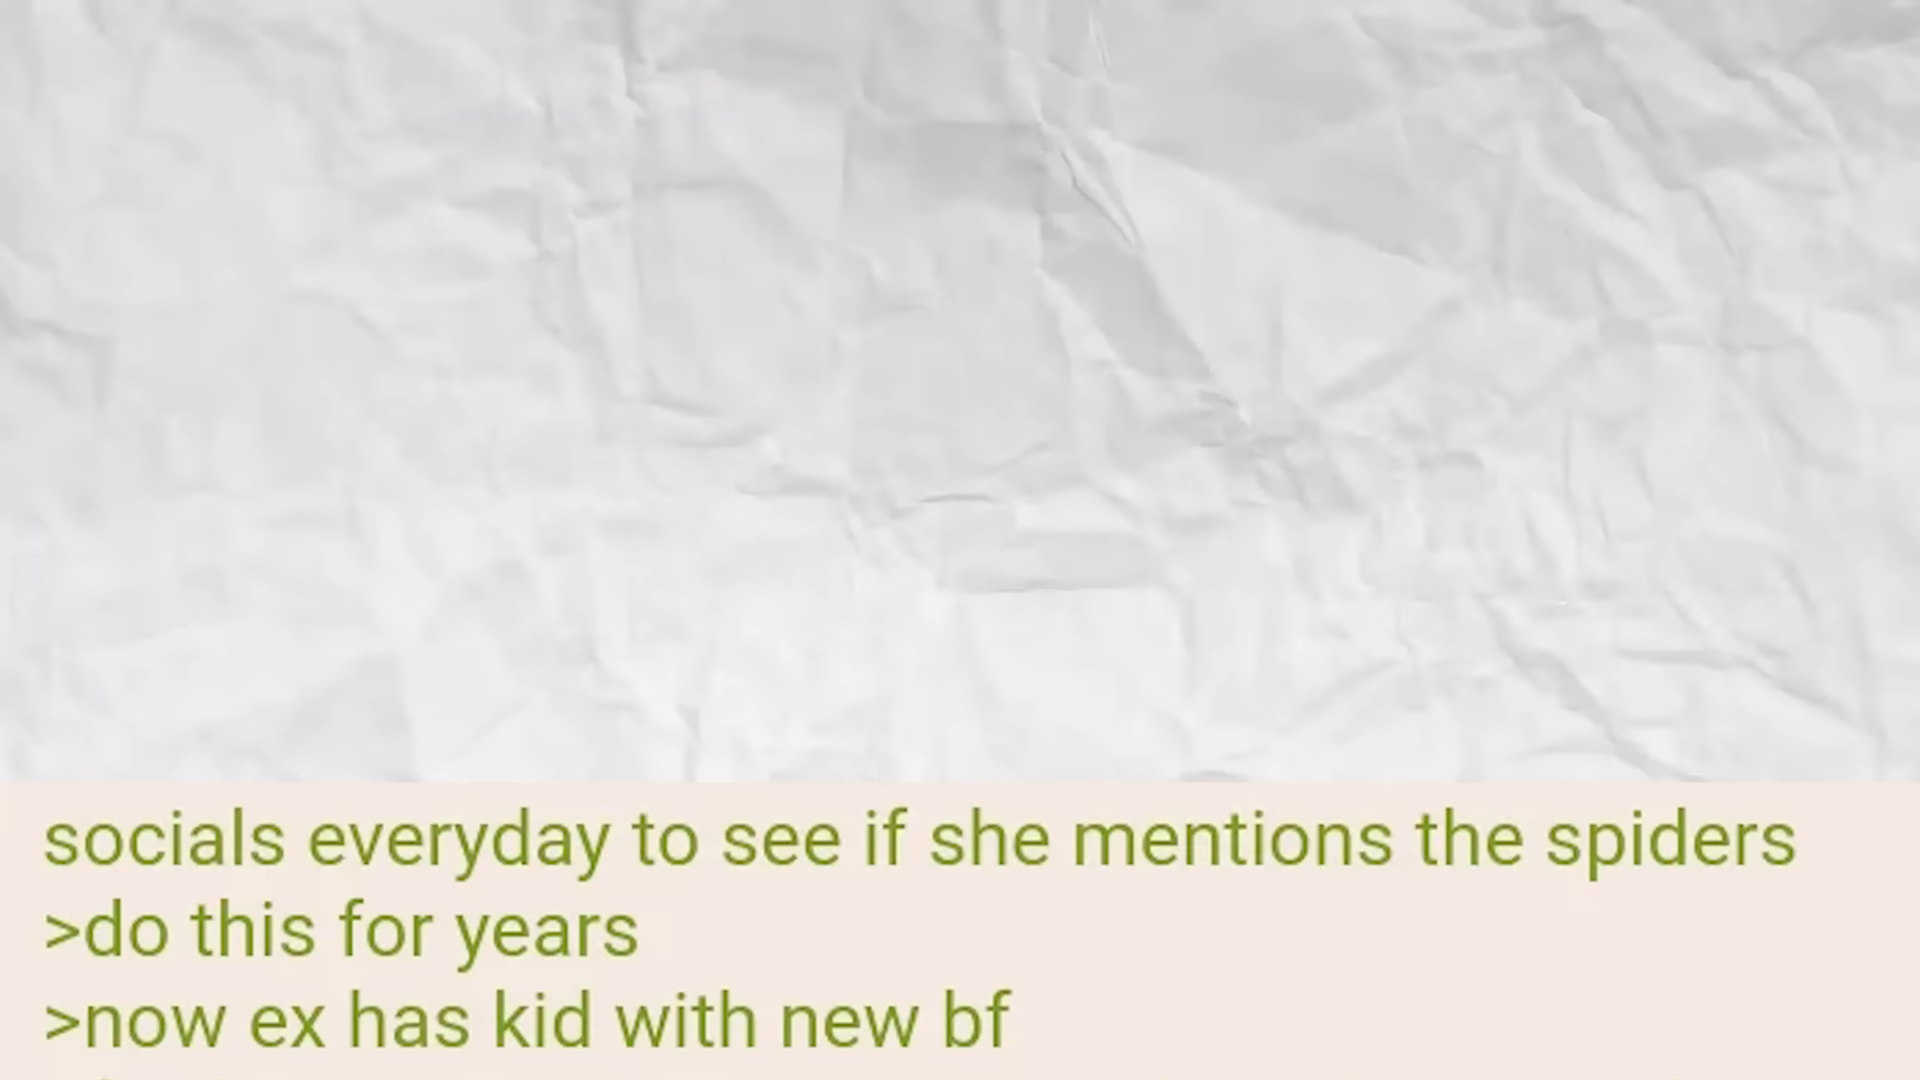 socials everyday to see if she mentions the spiders
>do this for years
>now ex has kid with new bf